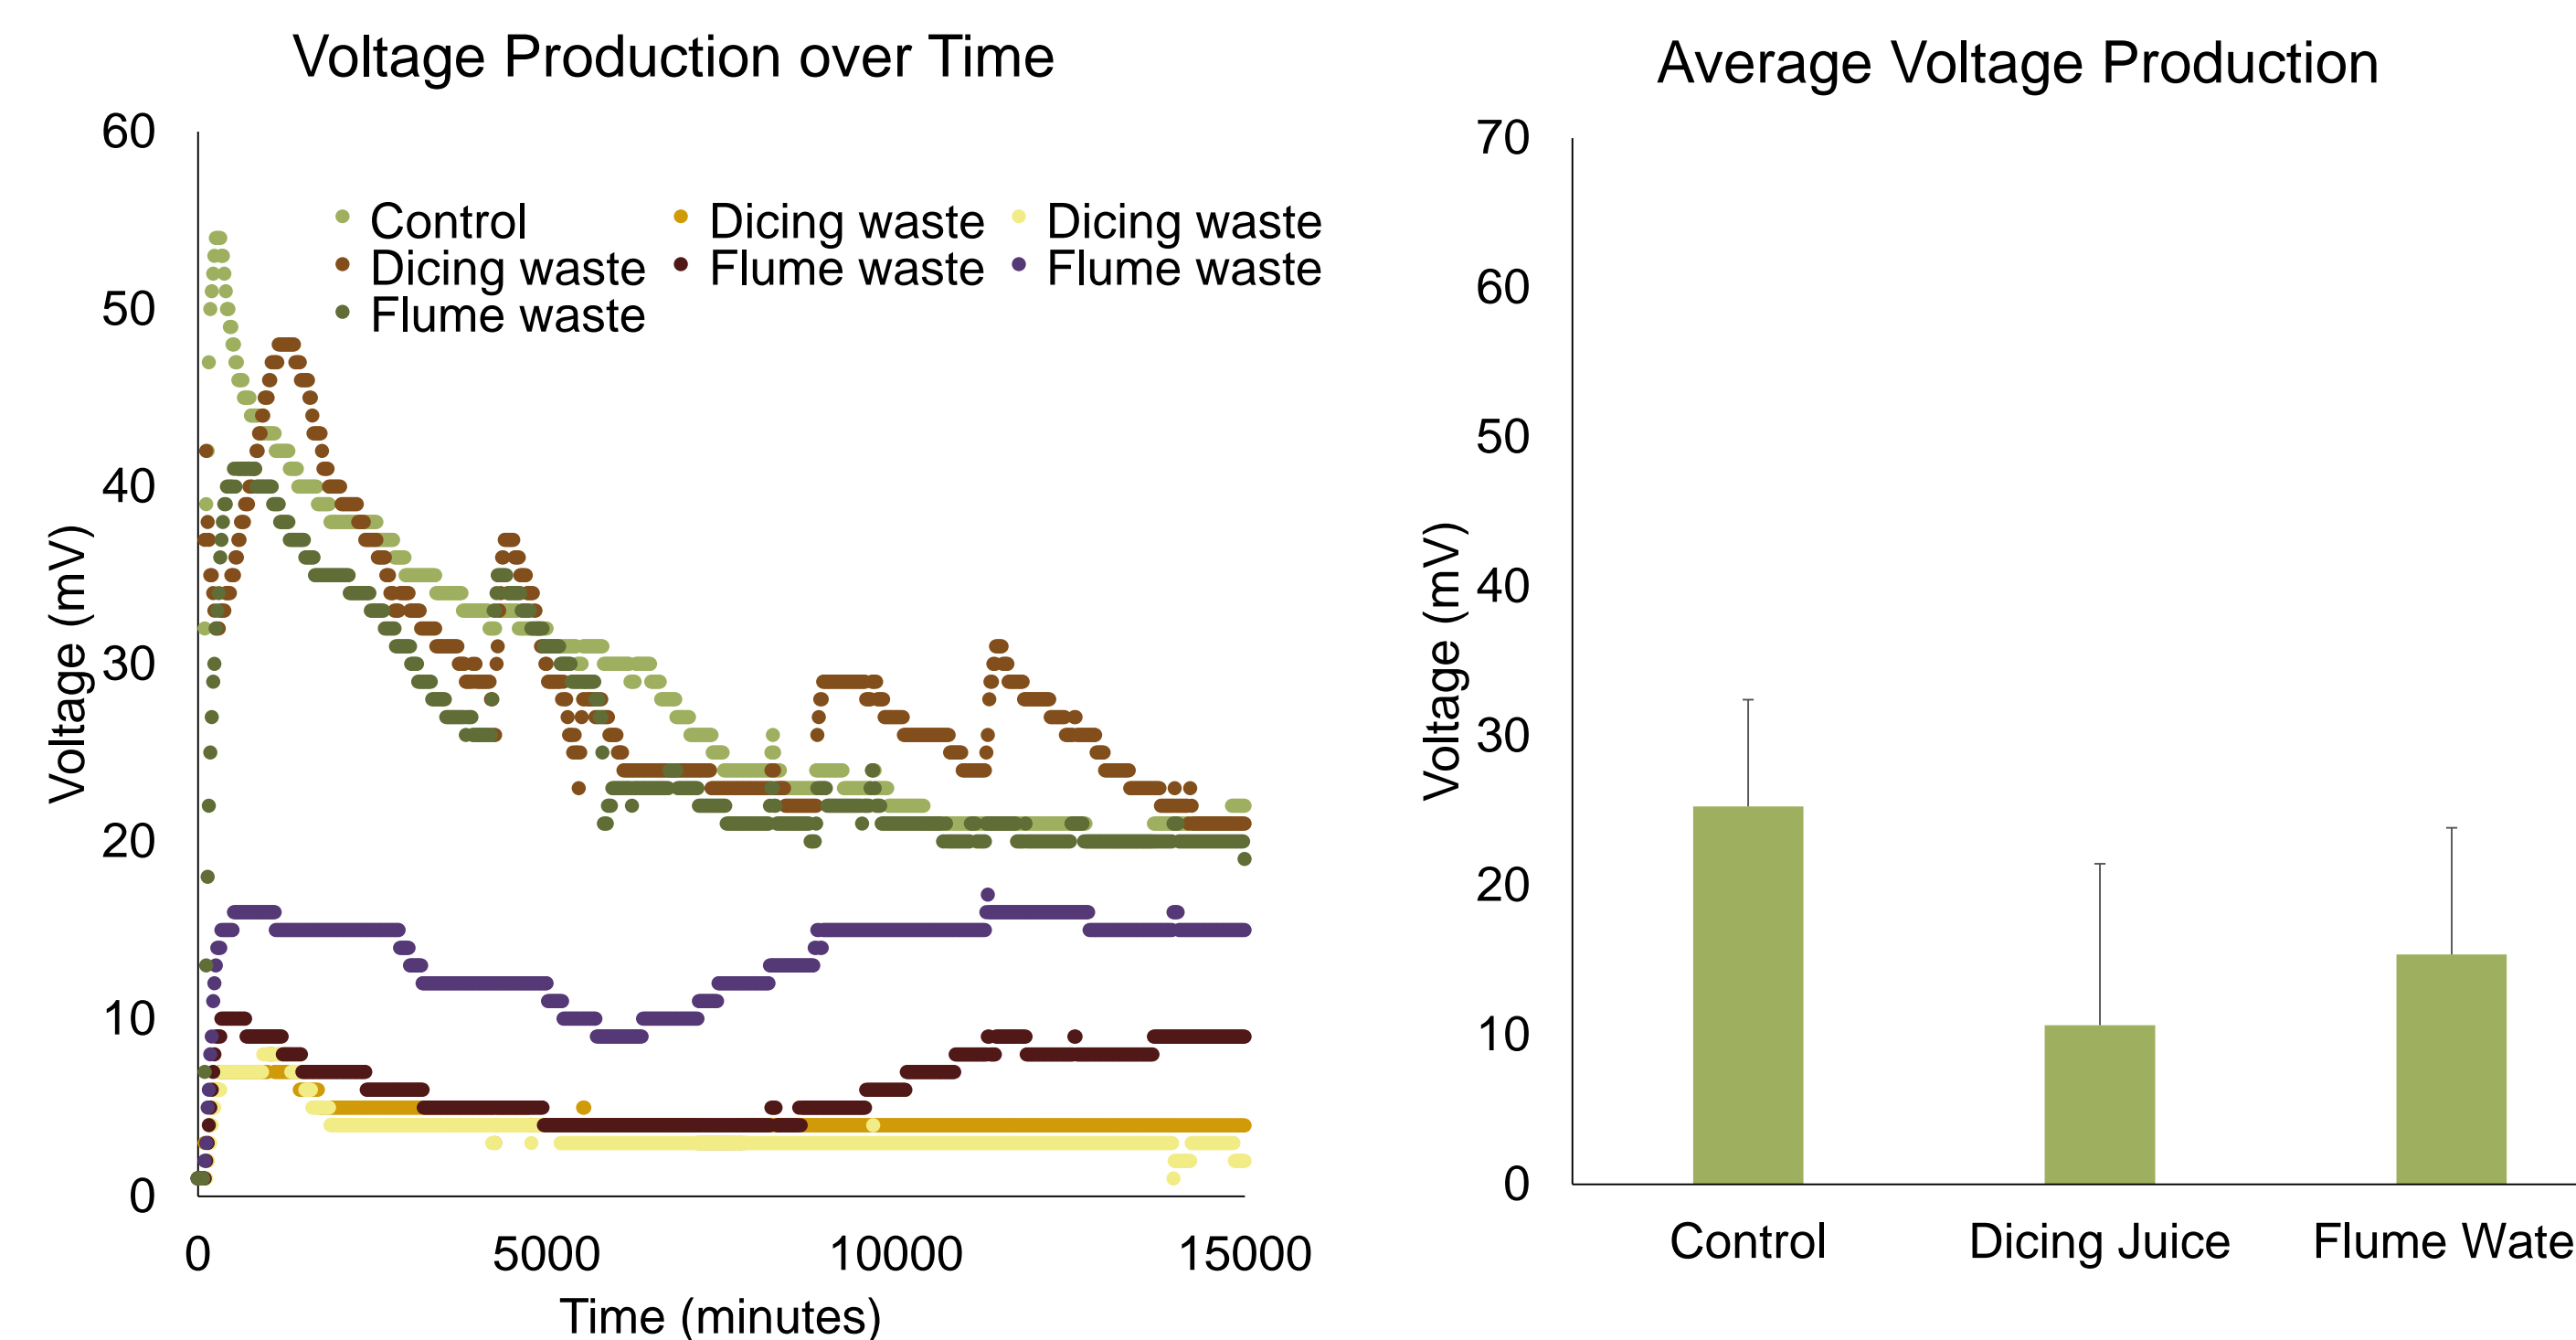 Voltage Production over Time
60
50
40
30
20
10
0
Voltage (mV)
Control
Dicing waste
Dicing waste
Dicing waste
Flume waste
Flume waste
Flume waste
0
5000
10000
15000
Time (minutes)
Average Voltage Production
70
60
50
40
30
20
10
0
Voltage (mV)
Control
Dicing Juice
Flume Wate